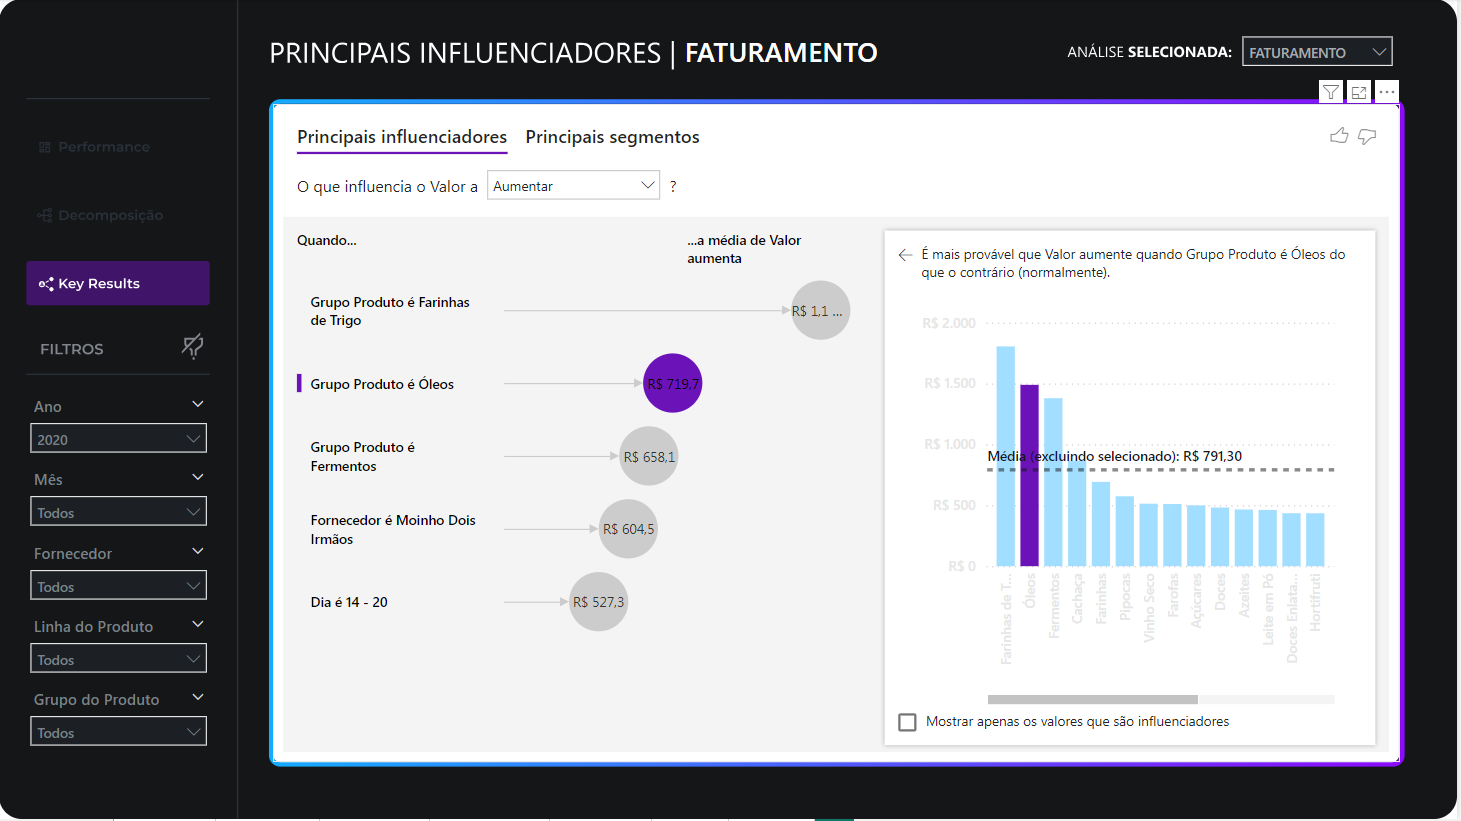 PRINCIPAIS INFLUENCIADORES | FATURAMENTO
ANÁLISE SELECIONADA:
FATURAMENTO
Performance
Decomposição
Key Results
FILTROS
Ano
2020
Mês
Todos
Fornecedor
Todos
Linha do Produto
Todos
Grupo do Produto
Todos
Principais influenciadores
Principais segmentos
O que influencia o Valor a
Aumentar
?
Quando...
...a média de Valor
aumenta
Grupo Produto é Farinhas
de Trigo
R$ 1,1 ...
Grupo Produto é Óleos
R$ 719,7
Grupo Produto é
Fermentos
R$ 658,1
Fornecedor é Moinho Dois
Irmãos
R$ 604,5
Dia é 14 - 20
R$ 527,3
É mais provável que Valor aumente quando Grupo Produto é Óleos do
que o contrário (normalmente).
R$ 2.000
R$ 1.500
R$ 1.000
Média (excluindo selecionado): R$ 791,30
R$ 500
R$ 0
Farinhas de T...
Óleos
Fermentos
Cachaça
Farinhas
Pipocas
Vinho Seco
Farofas
Açúcares
Doces
Azeites
Leite em Pó
Doces Enlata...
Hortifruti
Mostrar apenas os valores que são influenciadores